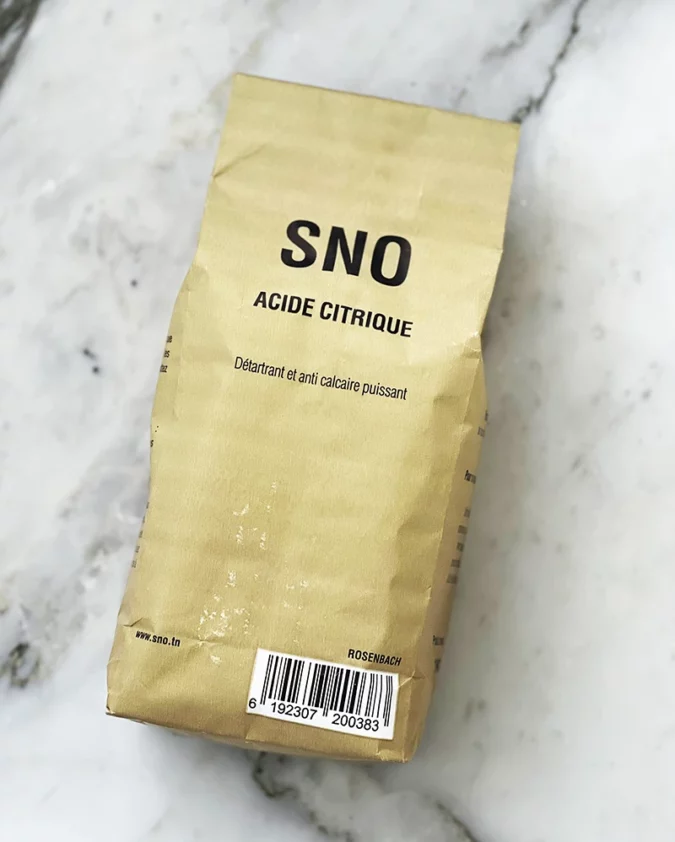 SNO
ACIDE CITRIQUE
Détartrant et anti calcaire puissant
www.sno.tn
ROSENBACH
6 192307 200383